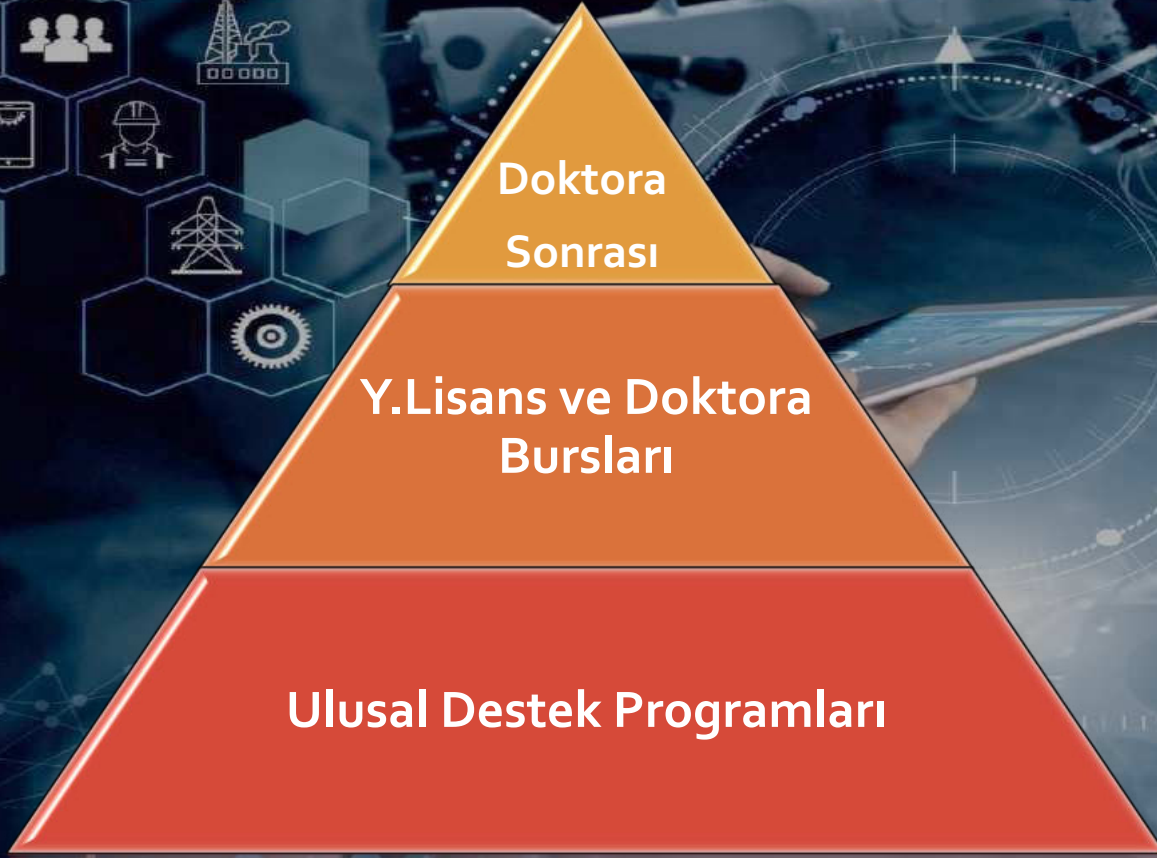 Doktora
Sonrası
Y.Lisans ve Doktora
Bursları
Ulusal Destek Programları